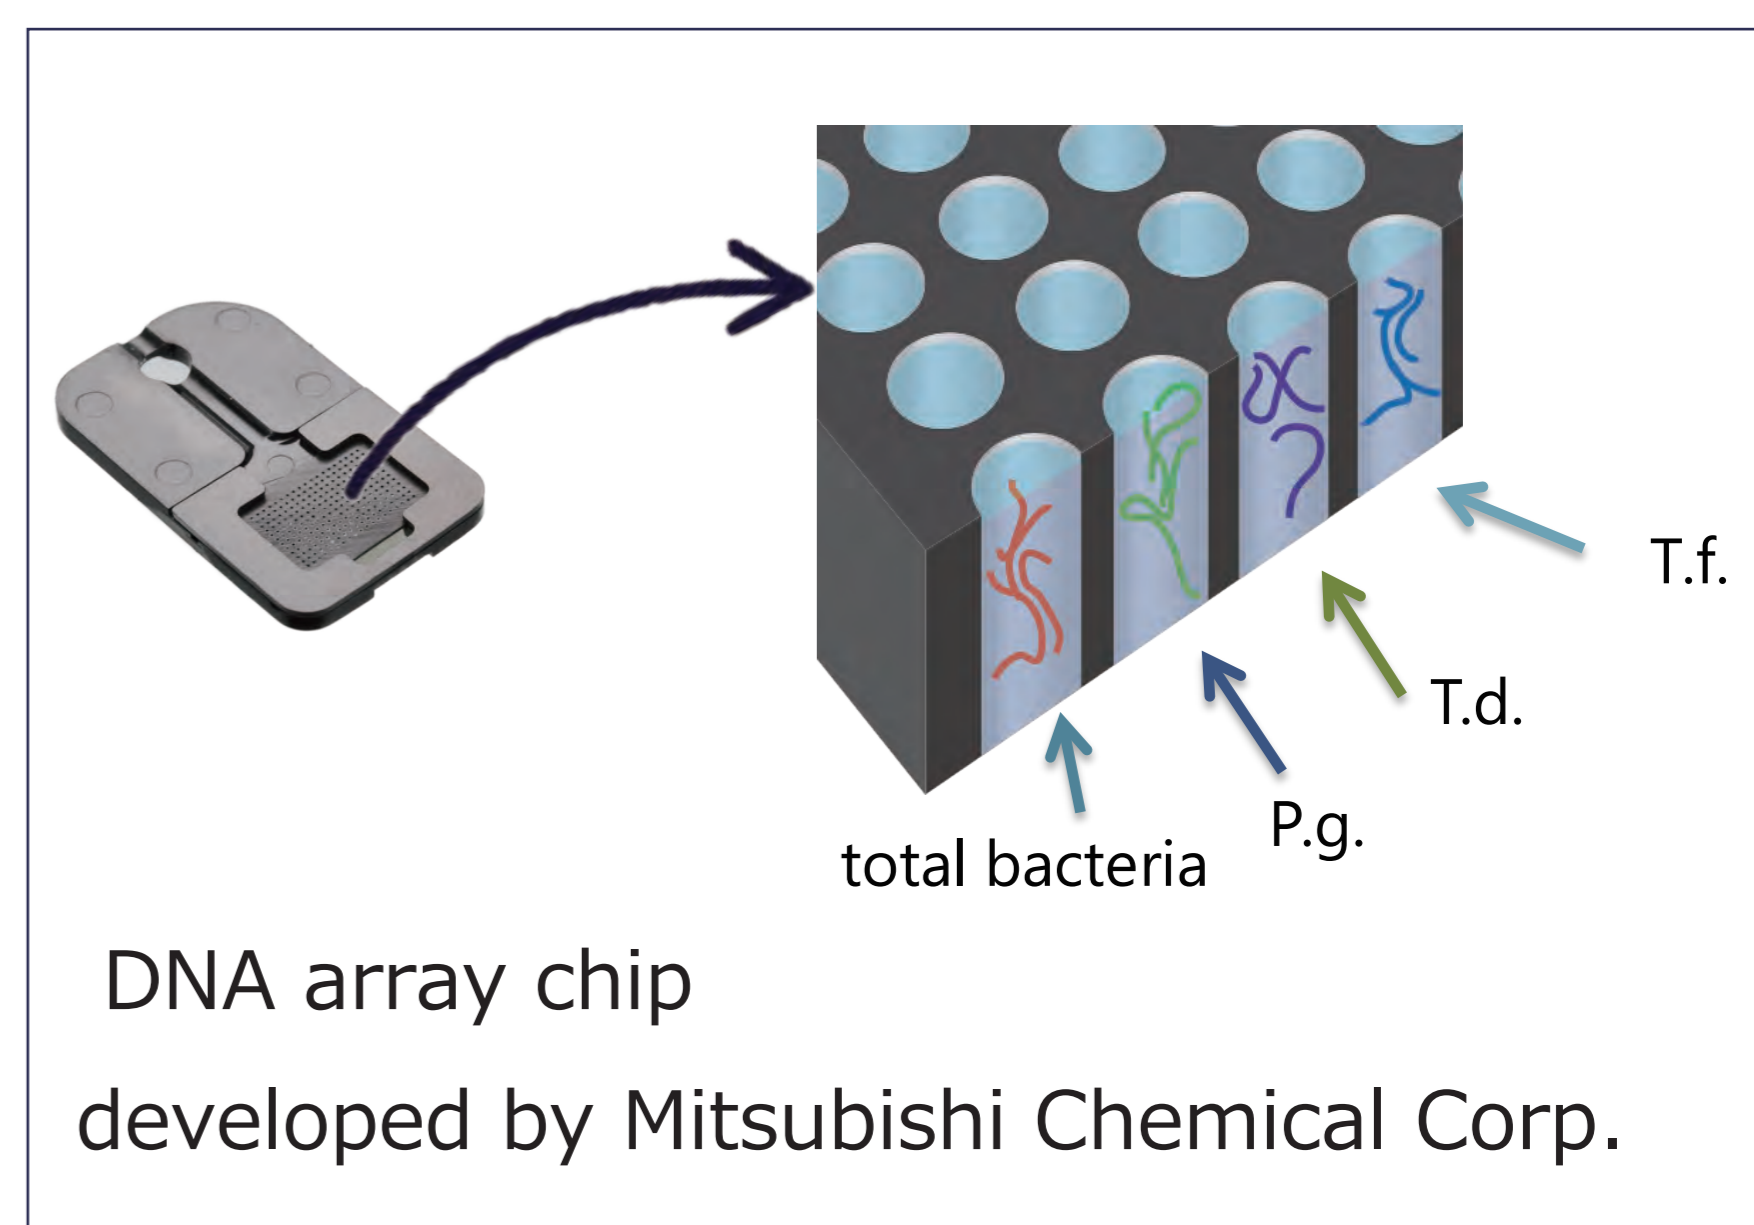 T.f.
T.d.
P.g.
total bacteria
DNA array chip
developed by Mitsubishi Chemical Corp.